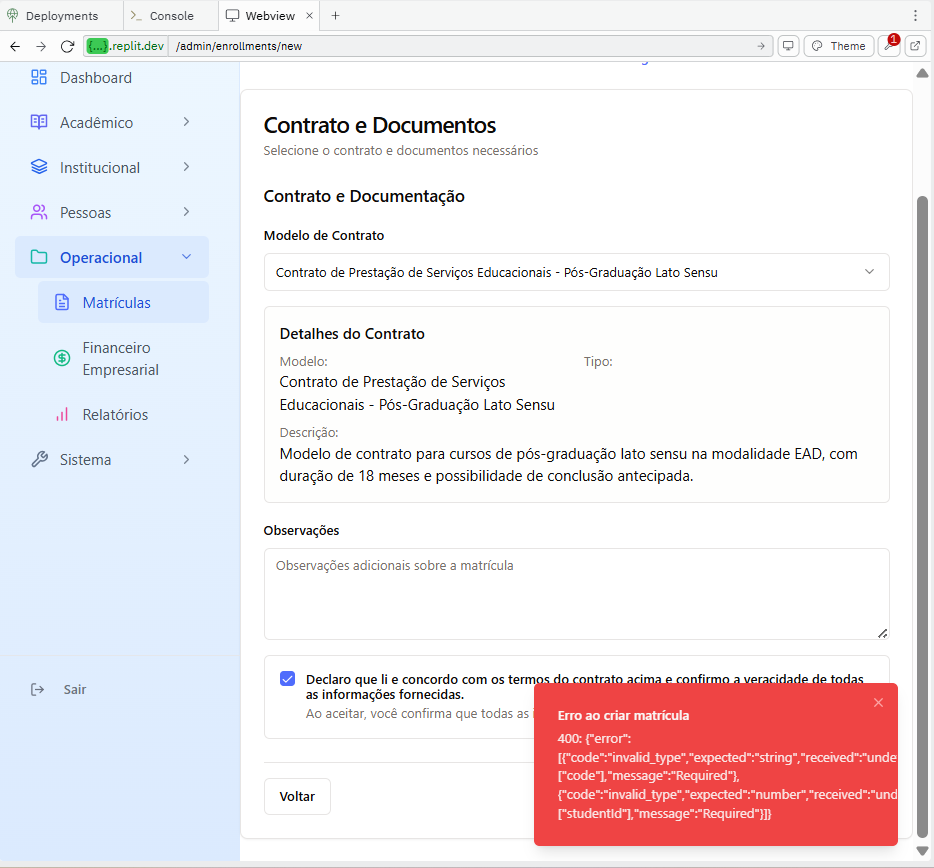 Deployments
Console
Webview
{...}.replit.dev
/admin/enrollments/new
Theme
1
Dashboard
Acadêmico
Institucional
Pessoas
Operacional
Matrículas
Financeiro
Empresarial
Relatórios
Sistema
Sair
Contrato e Documentos
Selecione o contrato e documentos necessários
Contrato e Documentação
Modelo de Contrato
Contrato de Prestação de Serviços Educacionais - Pós-Graduação Lato Sensu
Detalhes do Contrato
Modelo:
Tipo:
Contrato de Prestação de Serviços
Educacionais - Pós-Graduação Lato Sensu
Descrição:
Modelo de contrato para cursos de pós-graduação lato sensu na modalidade EAD, com
duração de 18 meses e possibilidade de conclusão antecipada.
Observações
Observações adicionais sobre a matrícula
Declaro que li e concordo com os termos do contrato acima e confirmo a veracidade de todas
as informações fornecidas.
Ao aceitar, você confirma que todas as
Voltar
Erro ao criar matrícula
400: {"error":
[{"code":"invalid_type","expected":"string","received":"unde
["code"],"message":"Required"},
{"code":"invalid_type","expected":"number","received":"und
["studentId"],"message":"Required"}]}